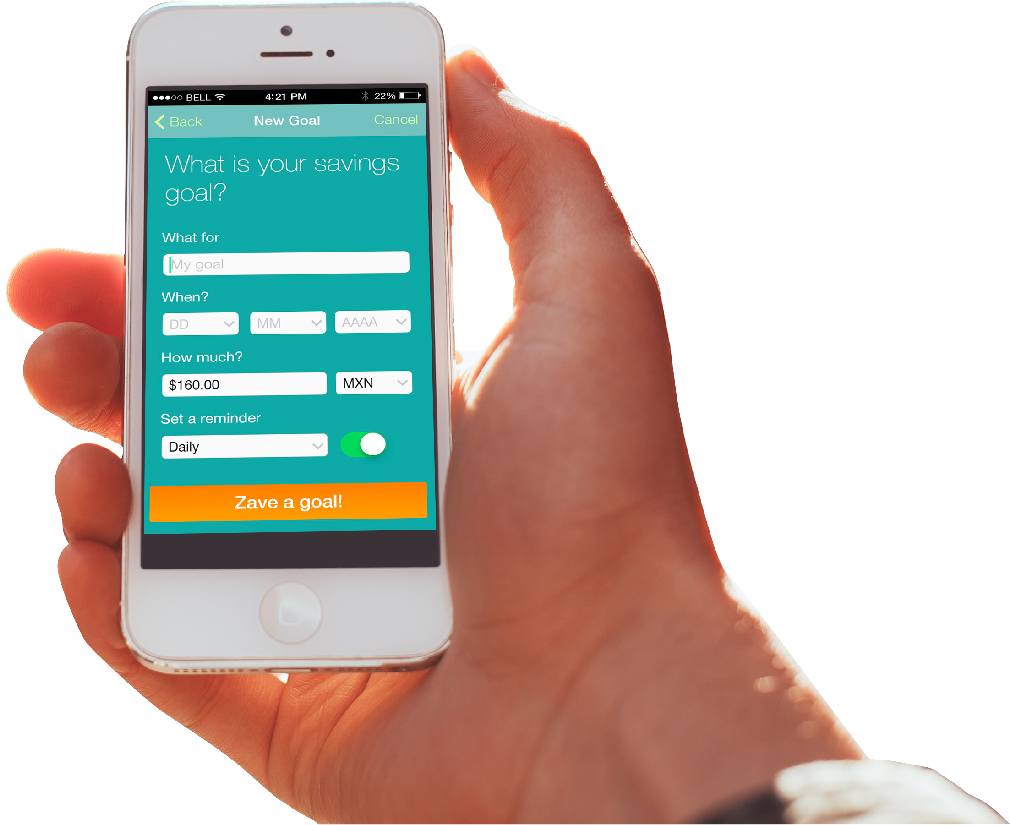 BELL 4:21 PM 22%
Back New Goal Cancel
What is your savings
goal?
What for
My goal
When?
DD MM AAAA
How much?
$160.00 MXN
Set a reminder
Daily
Zave a goal!